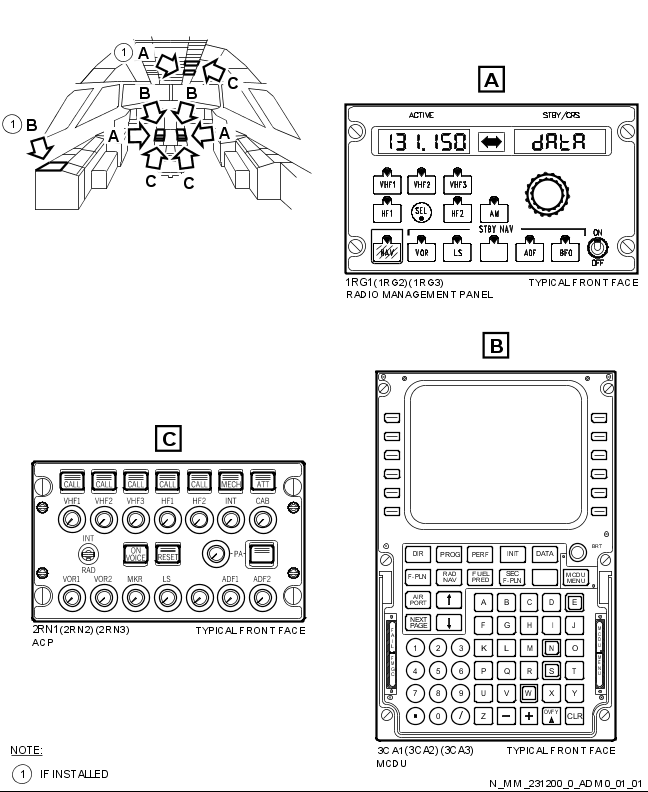 1 A
C
B B
1 B
A A
C C
A
ACTIVE STBY/CRS
131.150 dAtA
VHF1 VHF2 VHF3
HF1 SEL HF2 AM
STBY NAV
ON
NAV VOR LS ADF BFO
OFF
1RG1(1RG2)(1RG3) TYPICAL FRONT FACE
RADIO MANAGEMENT PANEL
B
BRT
DIR PROG PERF INIT DATA
F-PLN RAD NAV FUEL PRED SEC F-PLN MCDU MENU
AIR PORT ↑ A B C D E
NEXT PAGE ↓ F G H I J
1 2 3 K L M N O
4 5 6 P Q R S T
7 8 9 U V W X Y
. 0 / Z - + OVFY ▲ CLR
FAIL
MCDU MENU
3CA1(3CA2)(3CA3) TYPICAL FRONT FACE
MCDU
C
CALL CALL CALL CALL CALL MECH ATT
VHF1 VHF2 VHF3 HF1 HF2 INT CAB
INT
RAD
ON VOICE RESET PA
VOR1 VOR2 MKR LS ADF1 ADF2
2RN1(2RN2)(2RN3) TYPICAL FRONT FACE
ACP
NOTE:
1 IF INSTALLED
N_MM_231200_0_ADM0_01_01